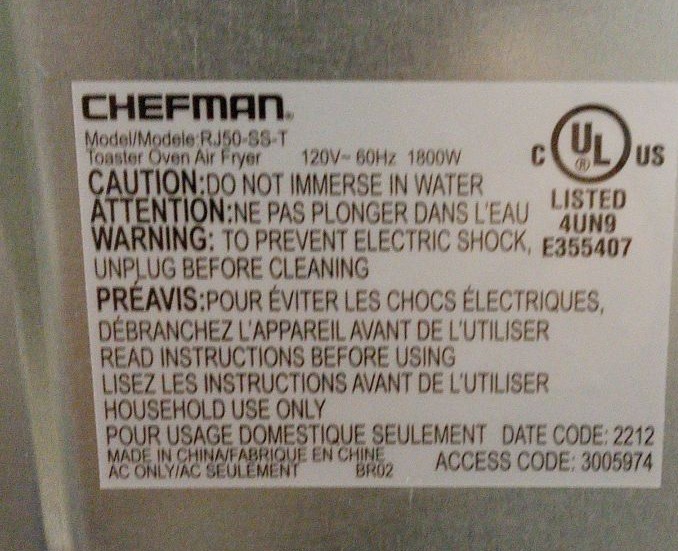 CHEFMAN®
Model/Modele:RJ50-SS-T
Toaster Oven Air Fryer 120V~ 60Hz 1800W
C UL® US
LISTED
4UN9
E355407
CAUTION:DO NOT IMMERSE IN WATER
ATTENTION:NE PAS PLONGER DANS L'EAU
WARNING: TO PREVENT ELECTRIC SHOCK,
UNPLUG BEFORE CLEANING
PRÉAVIS:POUR ÉVITER LES CHOCS ÉLECTRIQUES,
DÉBRANCHEZ L'APPAREIL AVANT DE L'UTILISER
READ INSTRUCTIONS BEFORE USING
LISEZ LES INSTRUCTIONS AVANT DE L'UTILISER
HOUSEHOLD USE ONLY
POUR USAGE DOMESTIQUE SEULEMENT DATE CODE: 2212
MADE IN CHINA/FABRIQUE EN CHINE
AC ONLY/AC SEULEMENT BR02 ACCESS CODE: 3005974